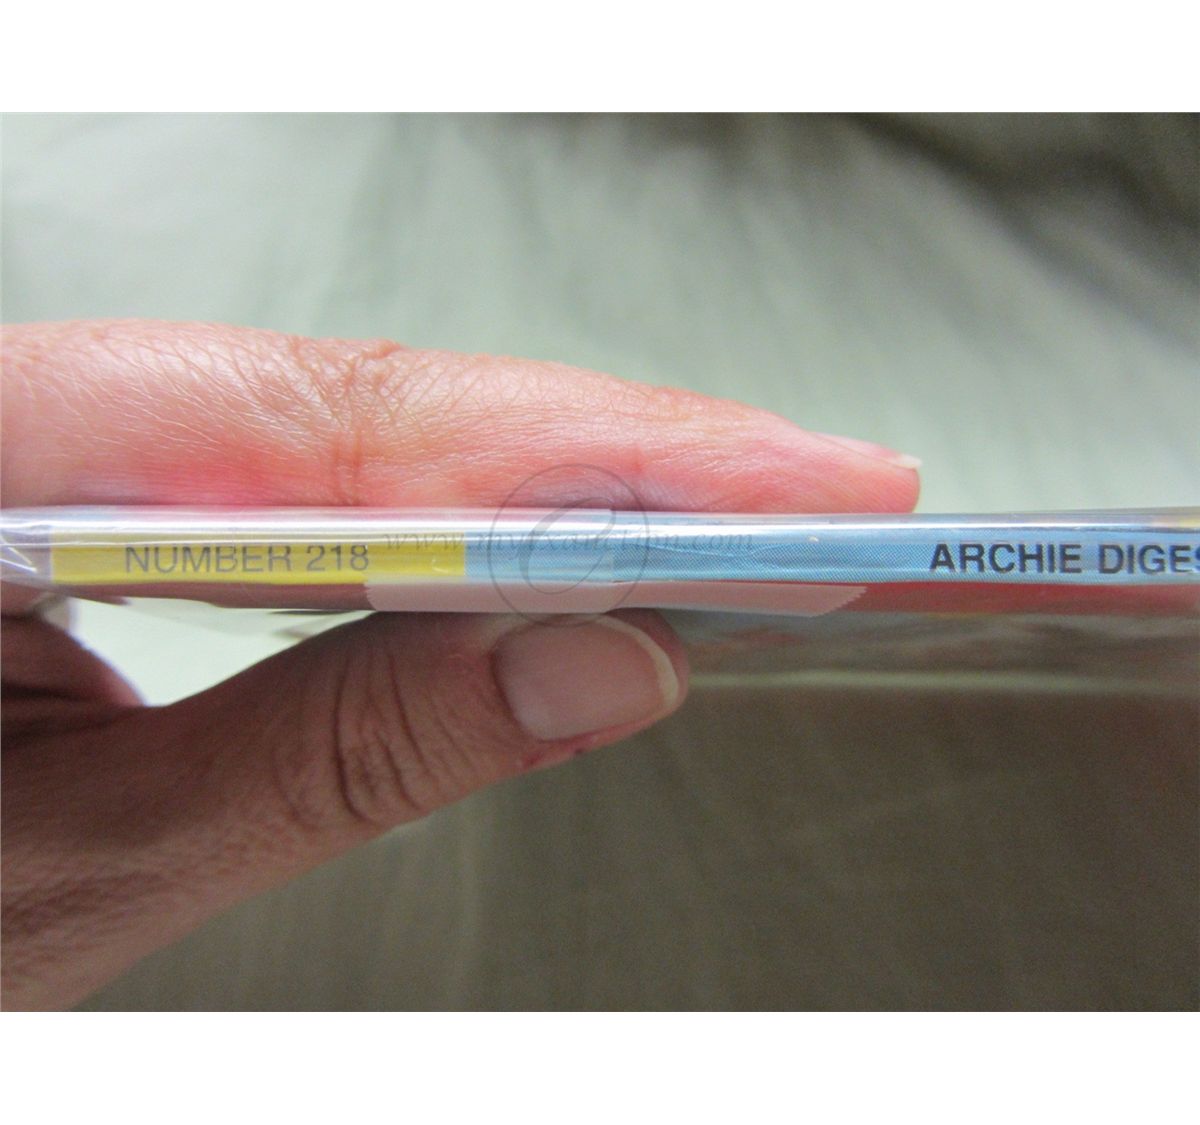 NUMBER 218
ARCHIE DIGES